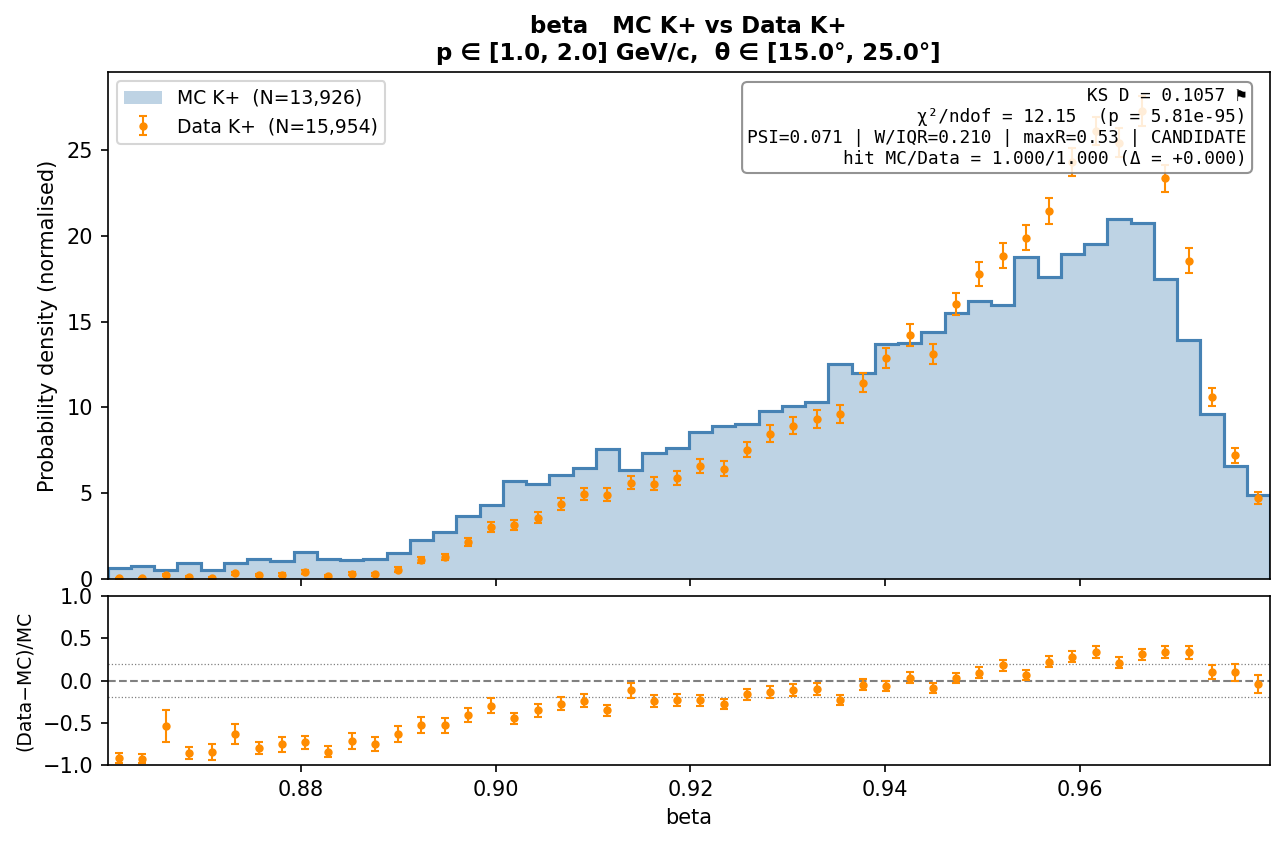 beta   MC K+ vs Data K+
p ∈ [1.0, 2.0] GeV/c,  θ ∈ [15.0°, 25.0°]
MC K+  (N=13,926)
Data K+  (N=15,954)
KS D = 0.1057 ⚑
χ²/ndof = 12.15  (p = 5.81e-95)
PSI=0.071 | W/IQR=0.210 | maxR=0.53 | CANDIDATE
hit MC/Data = 1.000/1.000 (Δ = +0.000)
Probability density (normalised)
25
20
15
10
5
0
(Data−MC)/MC
1.0
0.5
0.0
−0.5
−1.0
0.88 0.90 0.92 0.94 0.96
beta